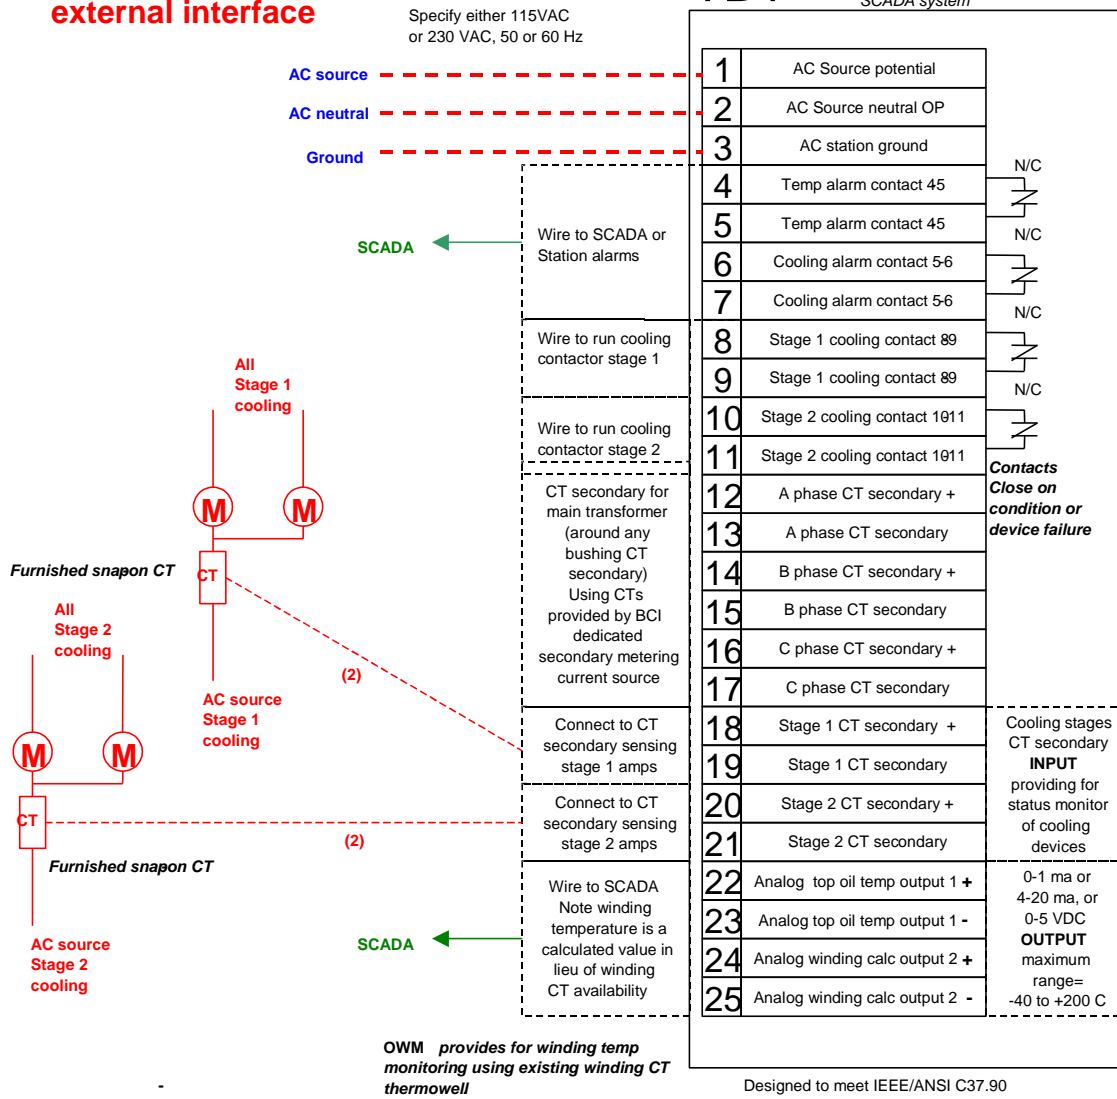 external interface
Specify either 115VAC
or 230 VAC, 50 or 60 Hz
SCADA system
AC source
AC neutral
Ground
1 AC Source potential
2 AC Source neutral OP
3 AC station ground
4 Temp alarm contact 45
5 Temp alarm contact 45
6 Cooling alarm contact 5-6
7 Cooling alarm contact 5-6
8 Stage 1 cooling contact 89
9 Stage 1 cooling contact 89
10 Stage 2 cooling contact 1011
11 Stage 2 cooling contact 1011
12 A phase CT secondary +
13 A phase CT secondary
14 B phase CT secondary +
15 B phase CT secondary
16 C phase CT secondary +
17 C phase CT secondary
18 Stage 1 CT secondary +
19 Stage 1 CT secondary
20 Stage 2 CT secondary +
21 Stage 2 CT secondary
22 Analog top oil temp output 1 +
23 Analog top oil temp output 1 -
24 Analog winding calc output 2 +
25 Analog winding calc output 2 -
N/C
N/C
N/C
N/C
Contacts
Close on
condition or
device failure
Cooling stages
CT secondary
INPUT
providing for
status monitor
of cooling
devices
0-1 ma or
4-20 ma, or
0-5 VDC
OUTPUT
maximum
range=
-40 to +200 C
SCADA
Wire to SCADA or
Station alarms
Wire to run cooling
contactor stage 1
Wire to run cooling
contactor stage 2
CT secondary for
main transformer
(around any
bushing CT
secondary)
Using CTs
provided by BCI
dedicated
secondary metering
current source
Connect to CT
secondary sensing
stage 1 amps
Connect to CT
secondary sensing
stage 2 amps
Wire to SCADA
Note winding
temperature is a
calculated value in
lieu of winding
CT availability
SCADA
All
Stage 1
cooling
M
M
Furnished snap-on CT
CT
(2)
AC source
Stage 1
cooling
All
Stage 2
cooling
M
M
CT
(2)
Furnished snap-on CT
AC source
Stage 2
cooling
OWM provides for winding temp
monitoring using existing winding CT
thermowell
-
Designed to meet IEEE/ANSI C37.90